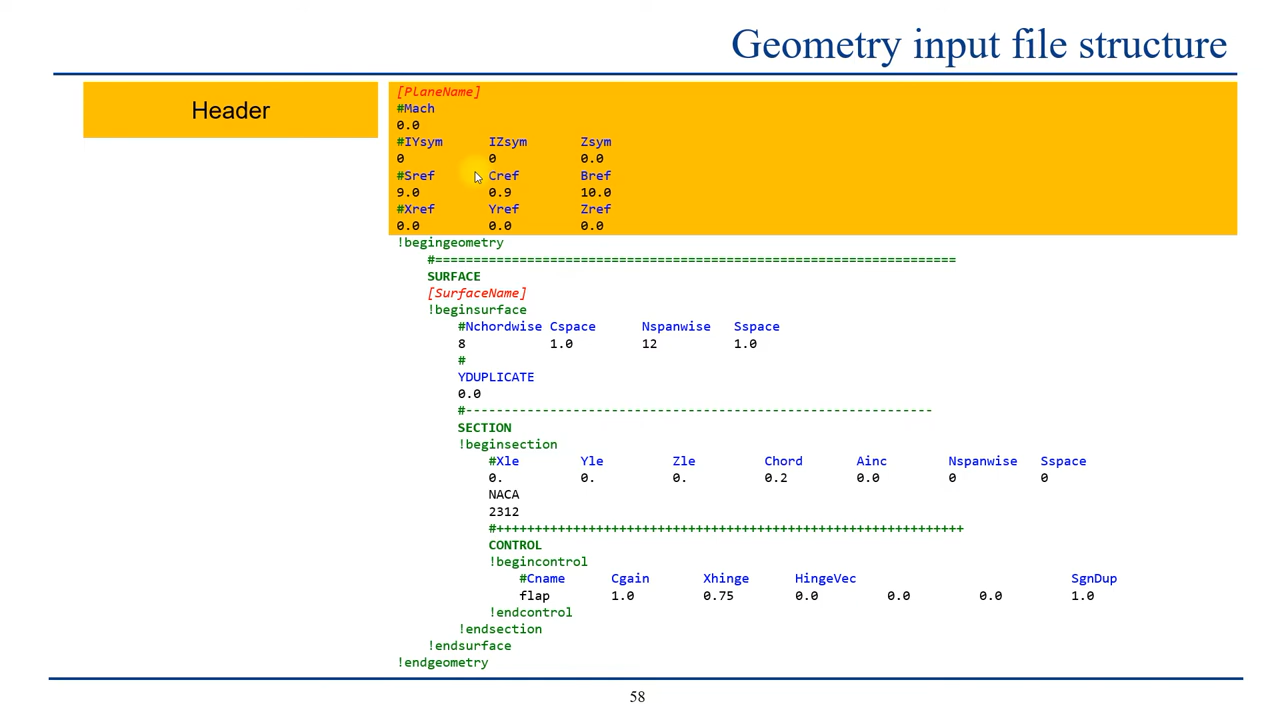 Geometry input file structure
Header
[PlaneName]
#Mach
0.0
#IYsym IZsym Zsym
0 0 0.0
#Sref Cref Bref
9.0 0.9 10.0
#Xref Yref Zref
0.0 0.0 0.0
!begingeometry
#====================================================================
SURFACE
[SurfaceName]
!beginsurface
#Nchordwise Cspace Nspanwise Sspace
8 1.0 12 1.0
#
YDUPLICATE
0.0
#-------------------------------------------------------------
SECTION
!beginsection
#Xle Yle Zle Chord Ainc Nspanwise Sspace
0. 0. 0. 0.2 0.0 0 0
NACA
2312
#+++++++++++++++++++++++++++++++++++++++++++++++++++++++++++++
CONTROL
!begincontrol
#Cname Cgain Xhinge HingeVec SgnDup
flap 1.0 0.75 0.0 0.0 0.0 1.0
!endcontrol
!endsection
!endsurface
!endgeometry
58